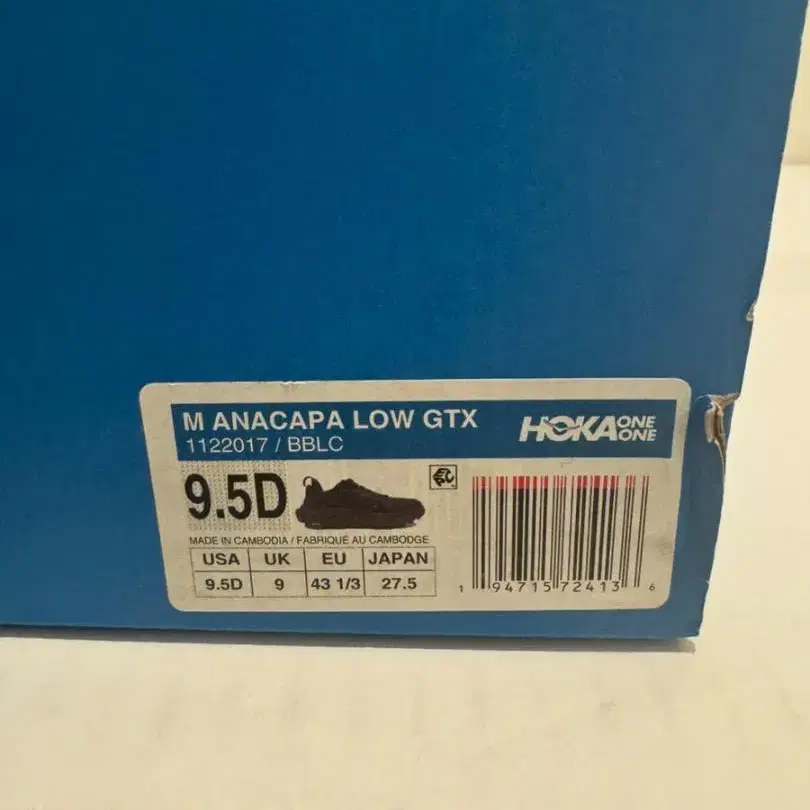 M ANACAPA LOW GTX
1122017 / BBLC
HOKA ONE ONE
9.5D
MADE IN CAMBODIA / FABRIQUÉ AU CAMBODGE
USA UK EU JAPAN
9.5D 9 43 1/3 27.5
1 94715 72413 6